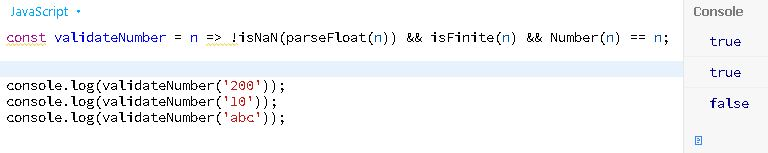 JavaScript
Console
const validateNumber = n => !isNaN(parseFloat(n)) && isFinite(n) && Number(n) == n;
true
true
false
console.log(validateNumber('200'));
console.log(validateNumber('10'));
console.log(validateNumber('abc'));